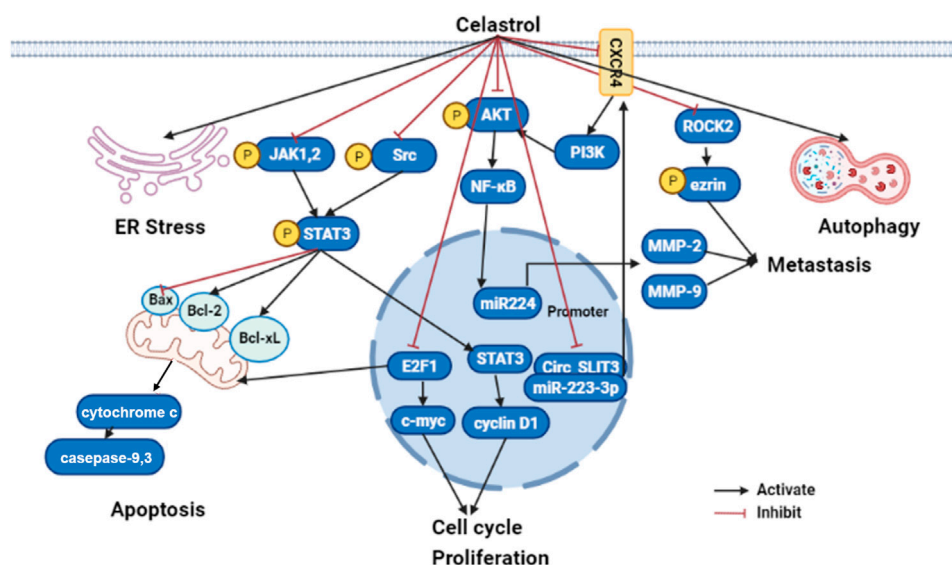 Celastrol
CXCR4
P
AKT
P
JAK1,2
P
Src
PI3K
ROCK2
NF-κB
P
ezrin
ER Stress
P
STAT3
Autophagy
MMP-2
Metastasis
MMP-9
Bax
Bcl-2
Bcl-xL
miR224
Promoter
E2F1
STAT3
Circ SLIT3
miR-223-3p
cytochrome c
c-myc
cyclin D1
casepase-9,3
Apoptosis
Activate
Inhibit
Cell cycle
Proliferation